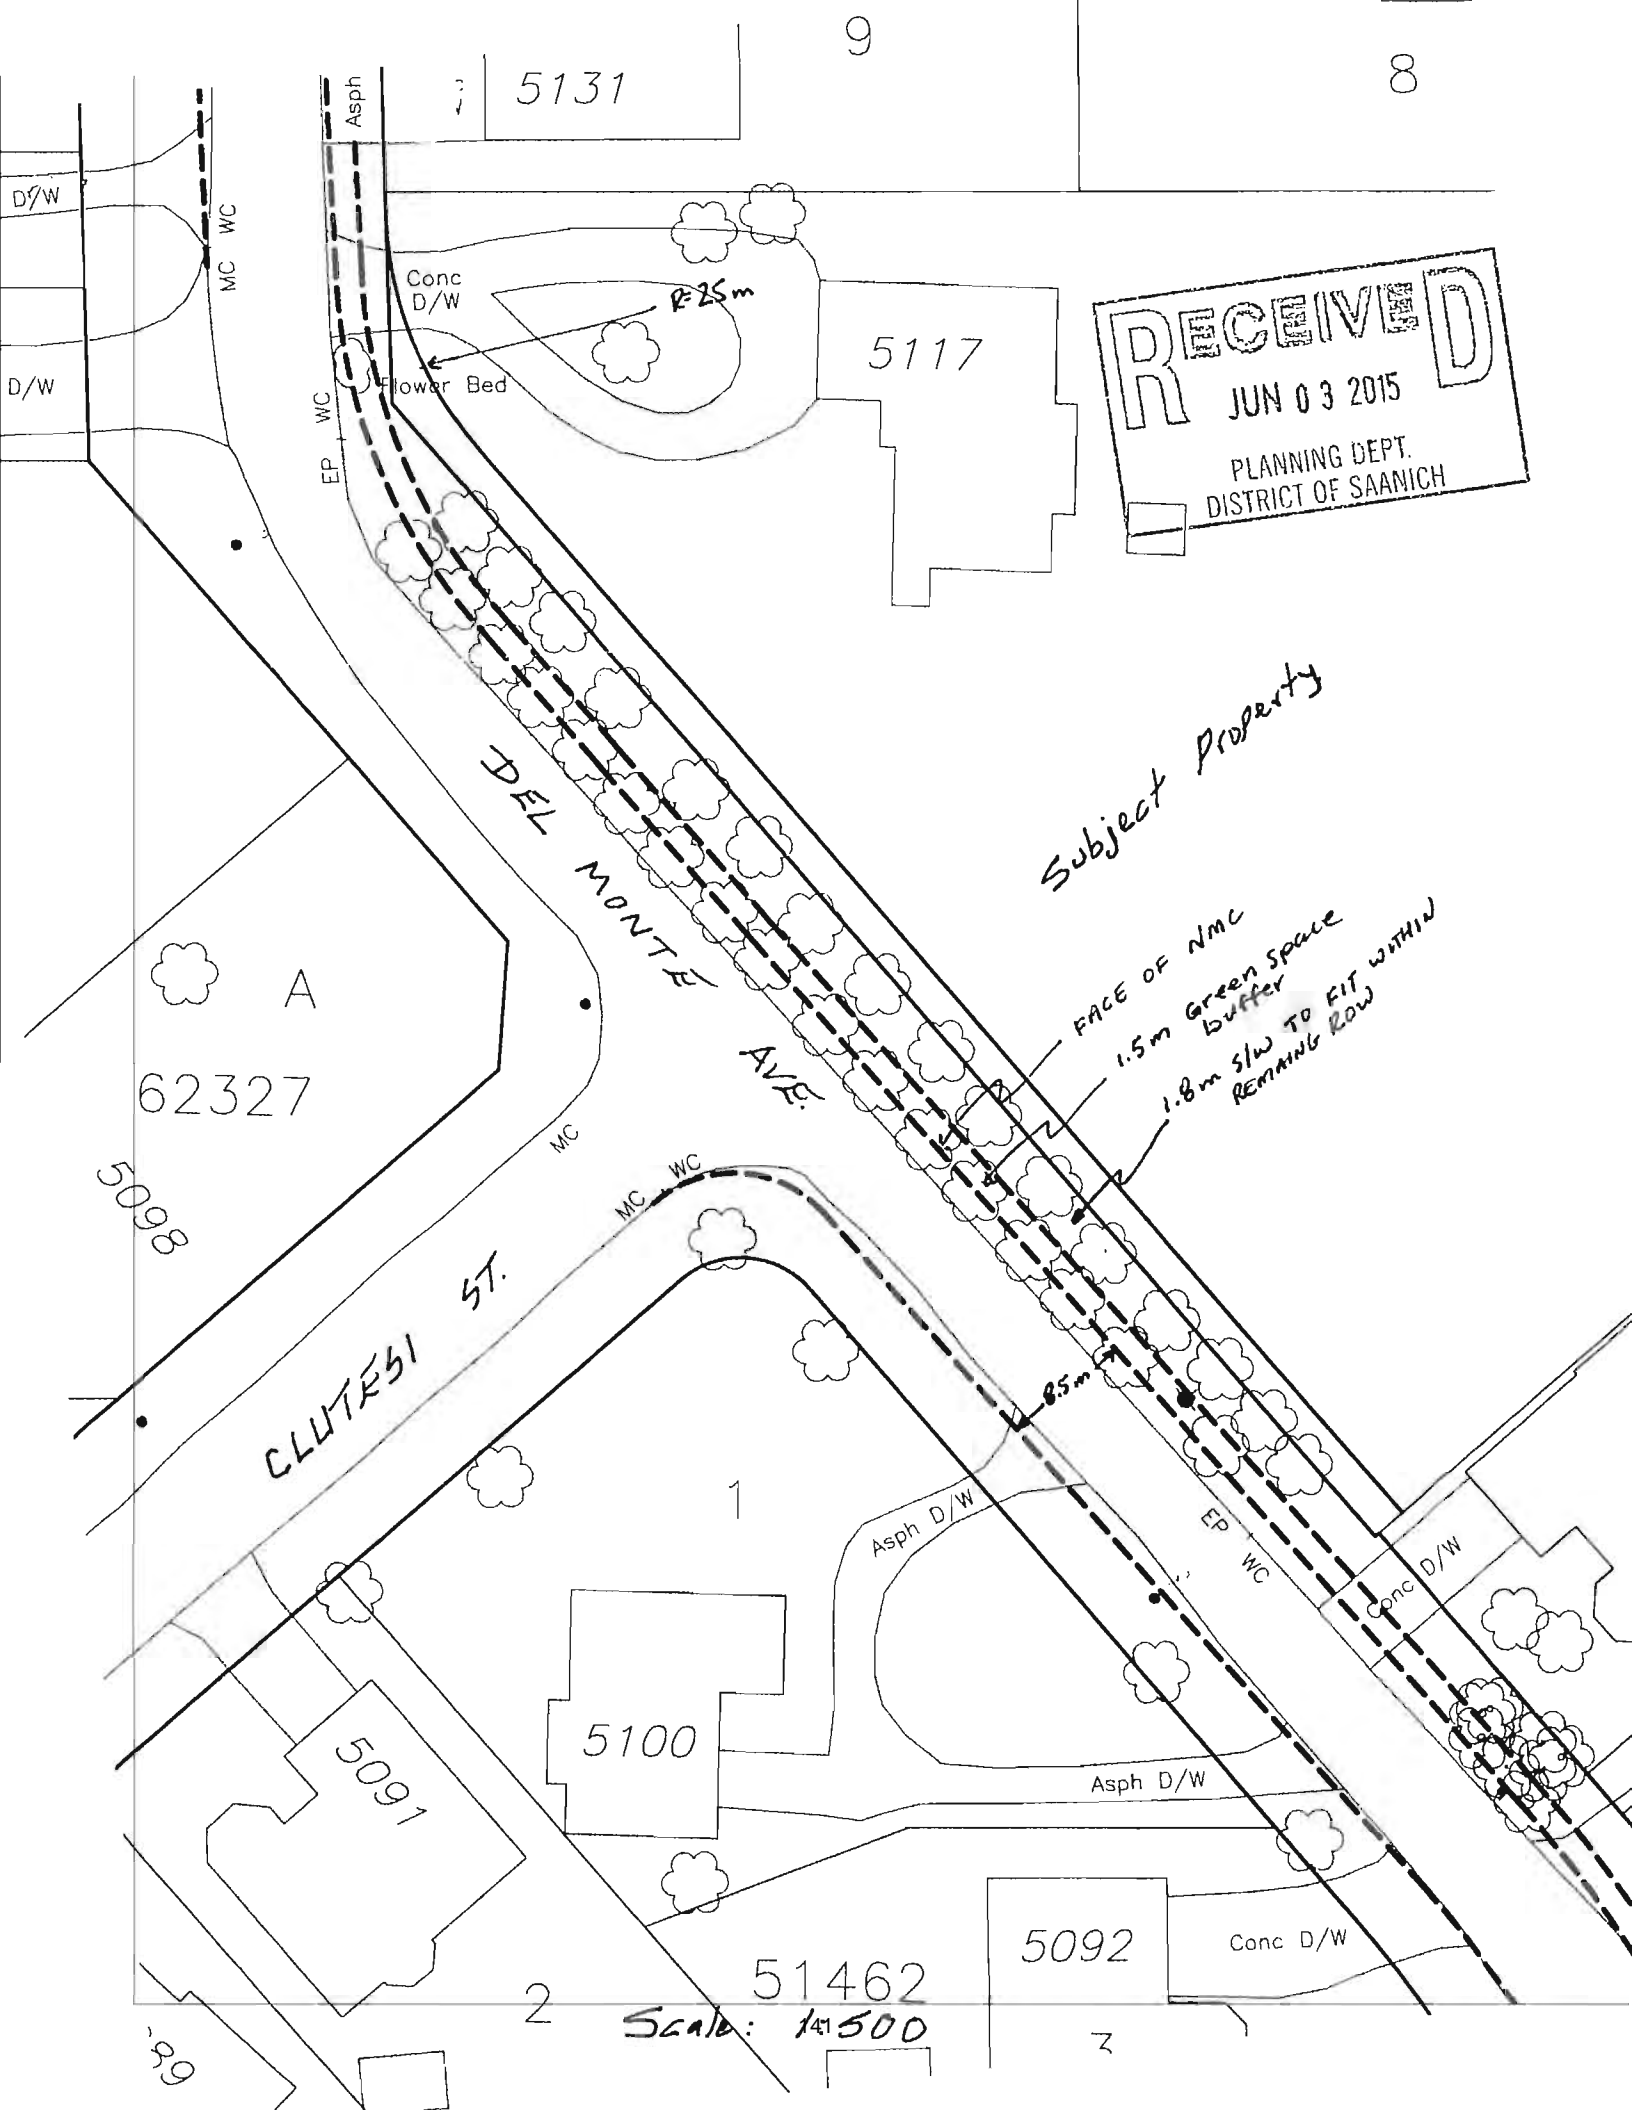 9
8
5131
Asph
D/W
WC
MC
Conc
D/W
R=25m
5117
RECEIVED
JUN 03 2015
PLANNING DEPT.
DISTRICT OF SAANICH
D/W
Flower Bed
WC
EP
Subject Property
DEL MONTE AVE.
FACE OF NMC
1.5m Green Space
buffer
1.8m S/W TO FIT WITHIN
REMAING ROW
A
62327
5098
MC
WC
MC
CLUTESI ST.
8.5m
1
Asph D/W
EP
WC
Conc D/W
5100
5091
Asph D/W
5092
Conc D/W
51462
2
Scale: 500
3